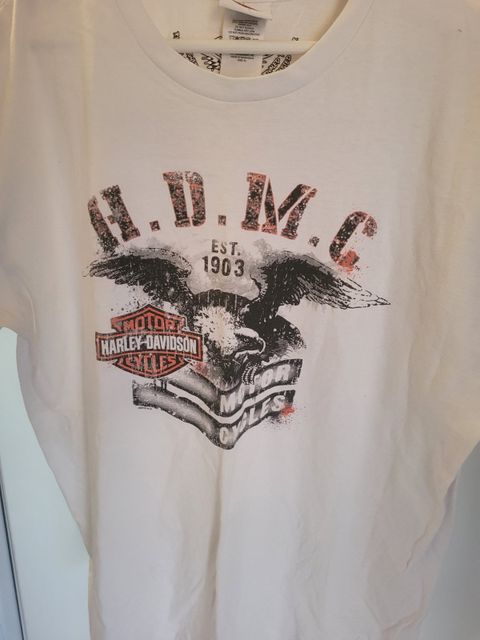 H.D.M.C
EST.
1903
MOTOR
HARLEY-DAVIDSON
CYCLES
MOTOR
CYCLES